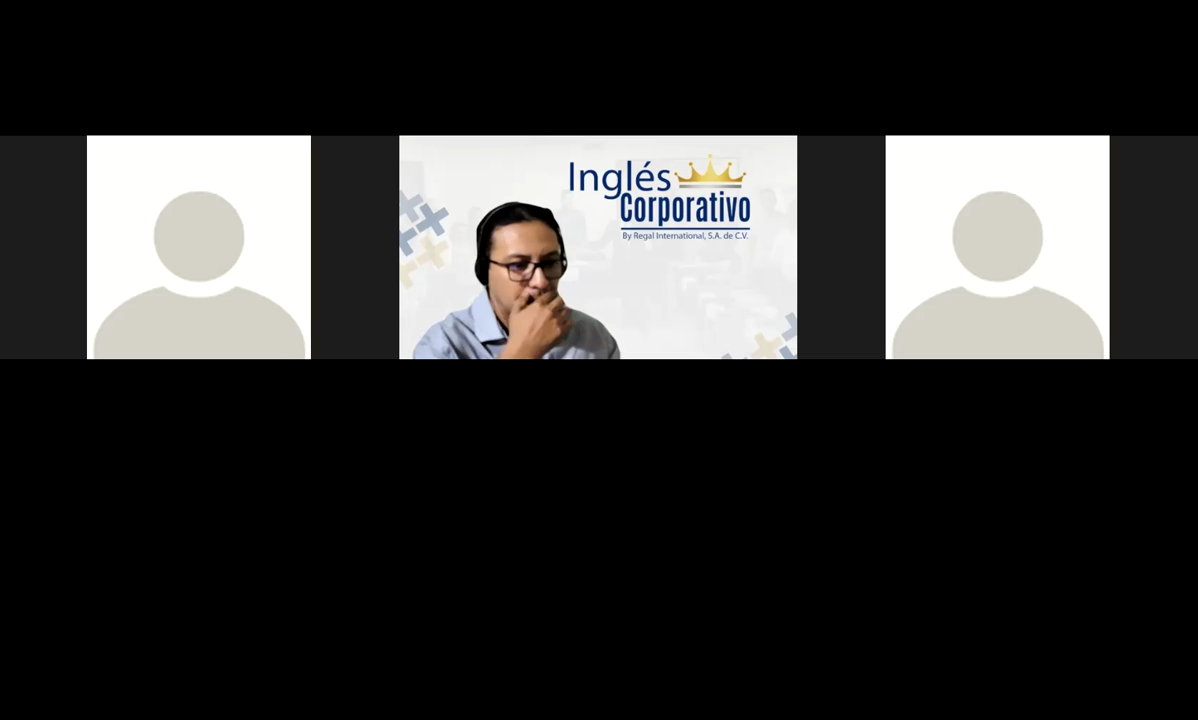 Inglés
Corporativo
By Regal International, S.A. de C.V.